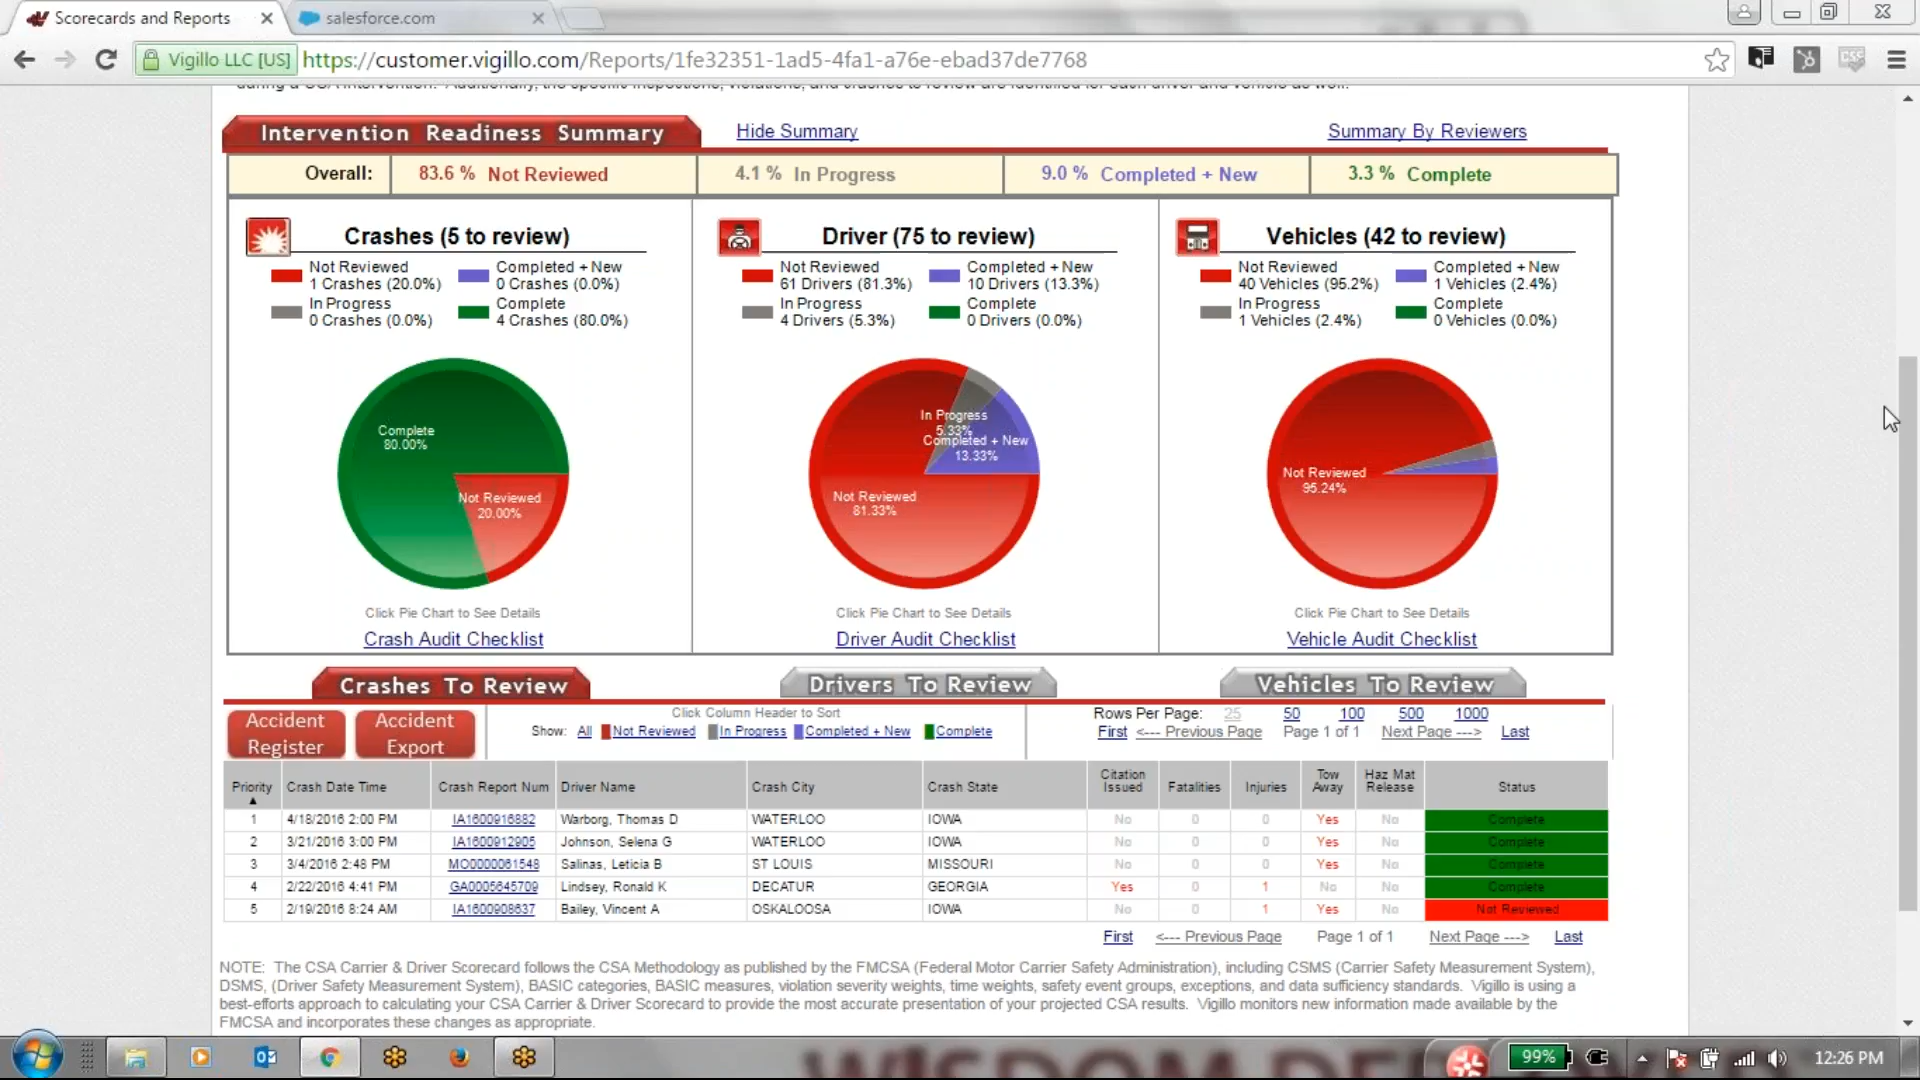 Scorecards and Reports
salesforce.com
Vigillo LLC [US] https://customer.vigillo.com/Reports/1fe32351-1ad5-4fa1-a76e-ebad37de7768
Intervention Readiness Summary Hide Summary Summary By Reviewers
Overall: 83.6 % Not Reviewed 4.1 % In Progress 9.0 % Completed + New 3.3 % Complete
Crashes (5 to review)
Not Reviewed Completed + New
1 Crashes (20.0%) 0 Crashes (0.0%)
In Progress Complete
0 Crashes (0.0%) 4 Crashes (80.0%)
Complete
80.00%
Not Reviewed
20.00%
Click Pie Chart to See Details
Crash Audit Checklist
Driver (75 to review)
Not Reviewed Completed + New
61 Drivers (81.3%) 10 Drivers (13.3%)
In Progress Complete
4 Drivers (5.3%) 0 Drivers (0.0%)
In Progress
5.33%
Completed + New
13.33%
Not Reviewed
81.33%
Click Pie Chart to See Details
Driver Audit Checklist
Vehicles (42 to review)
Not Reviewed Completed + New
40 Vehicles (95.2%) 1 Vehicles (2.4%)
In Progress Complete
1 Vehicles (2.4%) 0 Vehicles (0.0%)
Not Reviewed
95.24%
Click Pie Chart to See Details
Vehicle Audit Checklist
Crashes To Review Drivers To Review Vehicles To Review
Accident Register
Accident Export
Click Column Header to Sort
Show: All Not Reviewed In Progress Completed + New Complete
Rows Per Page: 25 50 100 500 1000
First <--- Previous Page Page 1 of 1 Next Page ---> Last
Priority Crash Date Time Crash Report Num Driver Name Crash City Crash State Citation Issued Fatalities Injuries Tow Away Haz Mat Release Status
1 4/18/2016 2:00 PM IA1600916882 Warborg, Thomas D WATERLOO IOWA No 0 0 Yes No Complete
2 3/21/2016 3:00 PM IA1600912905 Johnson, Selena G WATERLOO IOWA No 0 0 Yes No Complete
3 3/4/2016 2:48 PM MO0000061548 Salinas, Leticia B ST LOUIS MISSOURI No 0 0 Yes No Complete
4 2/22/2016 4:41 PM GA0005645709 Lindsey, Ronald K DECATUR GEORGIA Yes 0 1 No No Complete
5 2/19/2016 8:24 AM IA1600908637 Bailey, Vincent A OSKALOOSA IOWA No 0 1 Yes No Not Reviewed
First <--- Previous Page Page 1 of 1 Next Page ---> Last
NOTE: The CSA Carrier & Driver Scorecard follows the CSA Methodology as published by the FMCSA (Federal Motor Carrier Safety Administration), including CSMS (Carrier Safety Measurement System),
DSMS, (Driver Safety Measurement System), BASIC categories, BASIC measures, violation severity weights, time weights, safety event groups, exceptions, and data sufficiency standards. Vigillo is using a
best-efforts approach to calculating your CSA Carrier & Driver Scorecard to provide the most accurate presentation of your projected CSA results. Vigillo monitors new information made available by the
FMCSA and incorporates these changes as appropriate.
99% 12:26 PM